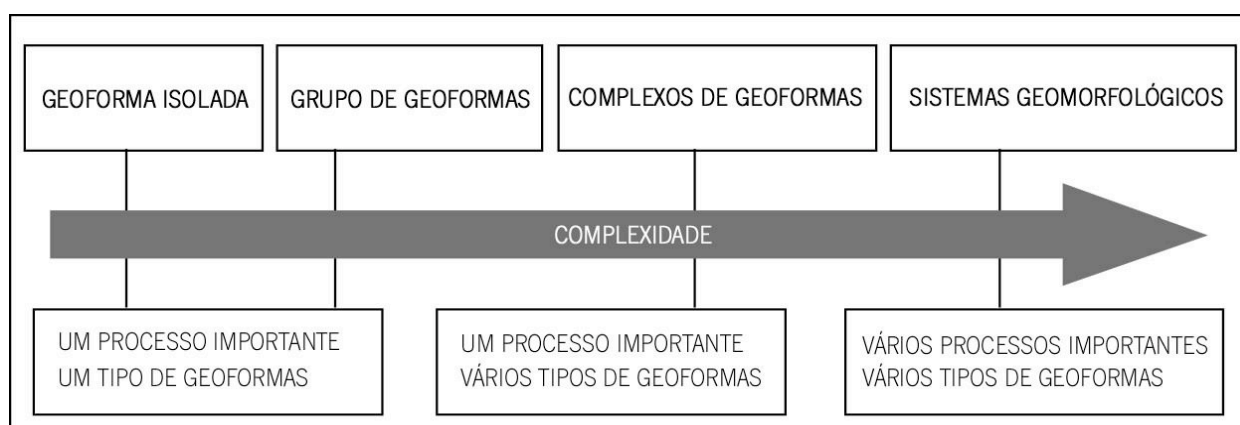 GEOFORMA ISOLADA
GRUPO DE GEOFORMAS
COMPLEXOS DE GEOFORMAS
SISTEMAS GEOMORFOLÓGICOS
COMPLEXIDADE
UM PROCESSO IMPORTANTE
UM TIPO DE GEOFORMAS
UM PROCESSO IMPORTANTE
VÁRIOS TIPOS DE GEOFORMAS
VÁRIOS PROCESSOS IMPORTANTES
VÁRIOS TIPOS DE GEOFORMAS